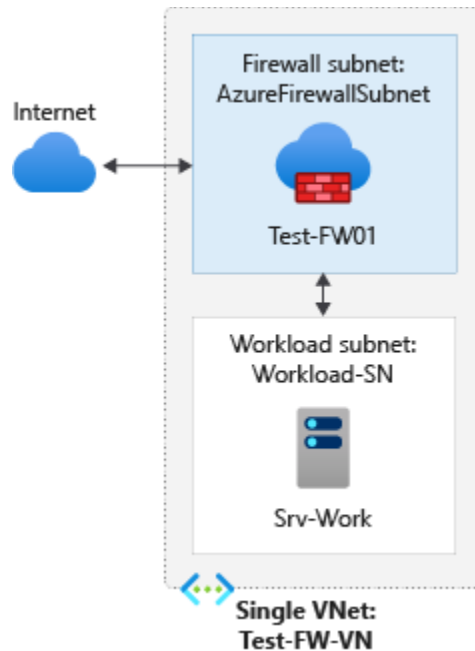 Firewall subnet:
AzureFirewallSubnet
Internet
Test-FW01
Workload subnet:
Workload-SN
Srv-Work
Single VNet:
Test-FW-VN